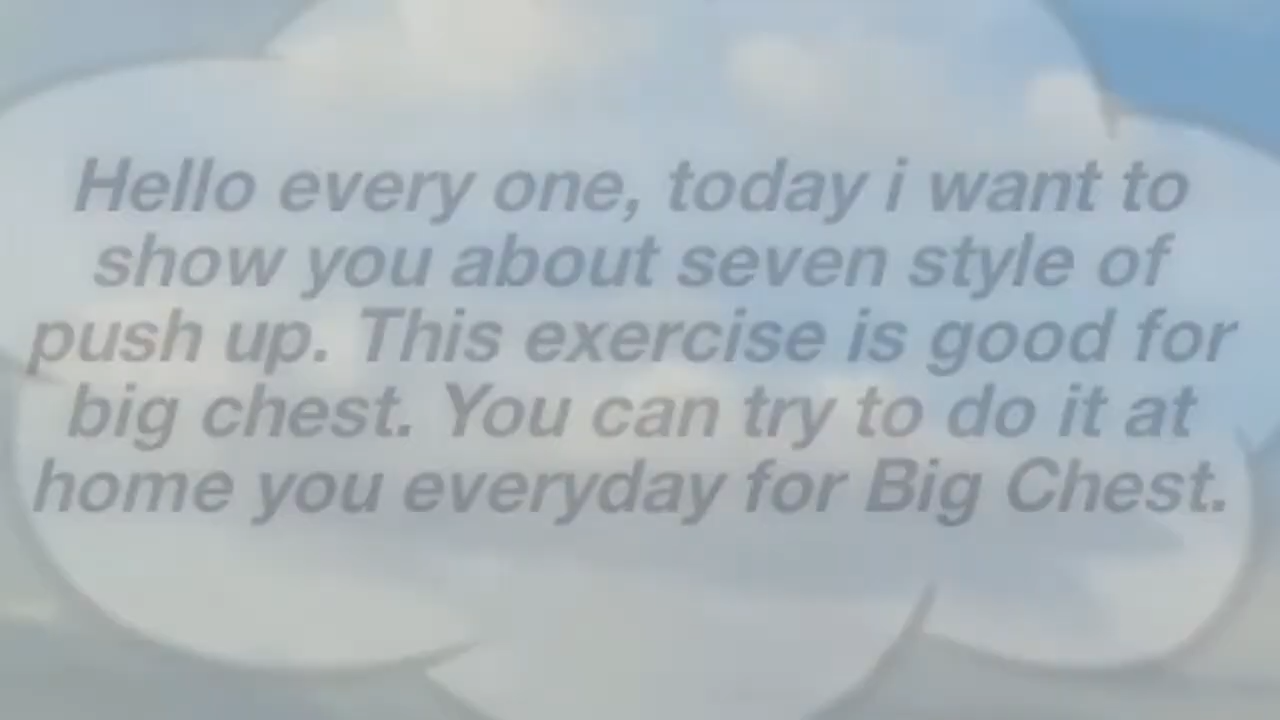 Hello every one, today i want to
show you about seven style of
push up. This exercise is good for
big chest. You can try to do it at
home you everyday for Big Chest.